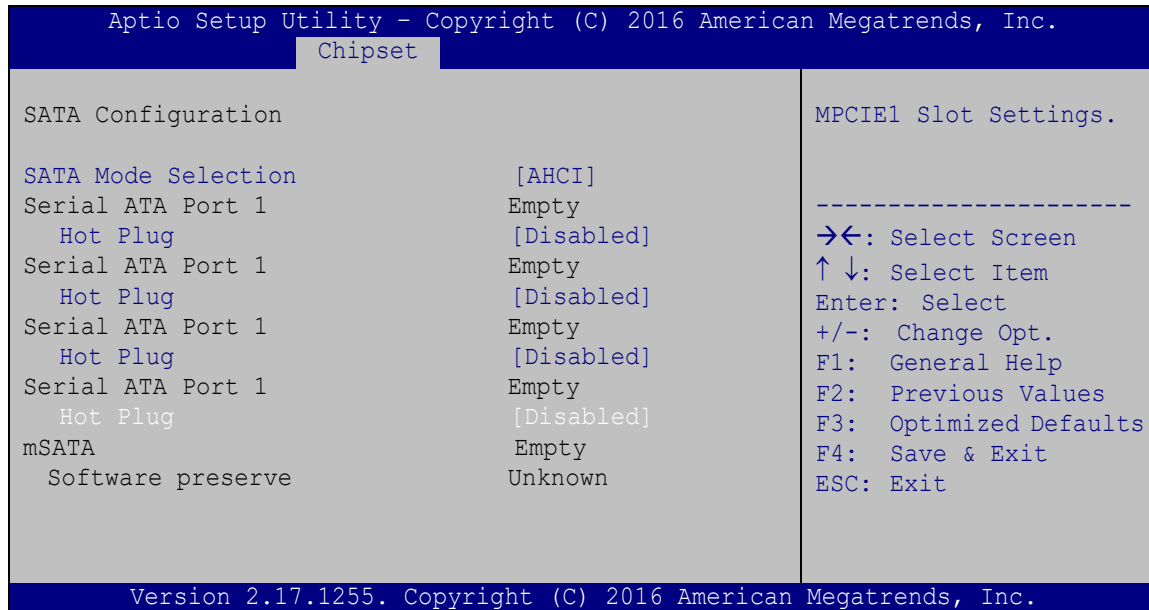 Aptio Setup Utility – Copyright (C) 2016 American Megatrends, Inc.
Chipset
SATA Configuration
SATA Mode Selection [AHCI]
Serial ATA Port 1 Empty
Hot Plug [Disabled]
Serial ATA Port 1 Empty
Hot Plug [Disabled]
Serial ATA Port 1 Empty
Hot Plug [Disabled]
Serial ATA Port 1 Empty
Hot Plug [Disabled]
mSATA Empty
Software preserve Unknown
MPCIE1 Slot Settings.
----------------------
→←: Select Screen
↑ ↓: Select Item
Enter: Select
+/-: Change Opt.
F1: General Help
F2: Previous Values
F3: Optimized Defaults
F4: Save & Exit
ESC: Exit
Version 2.17.1255. Copyright (C) 2016 American Megatrends, Inc.